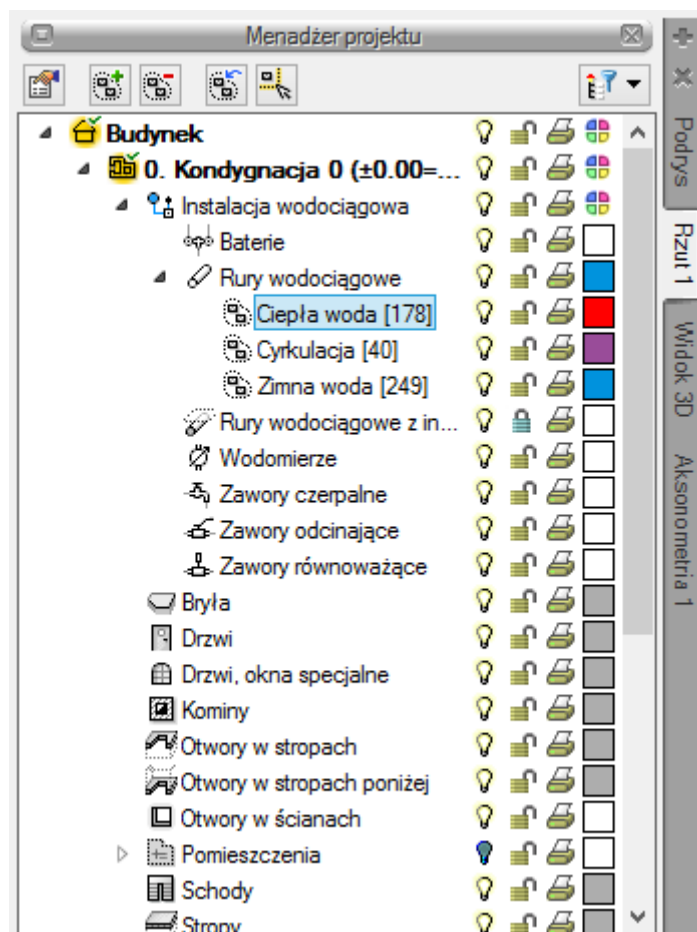 Menadżer projektu
Budynek
0. Kondygnacja 0 (±0.00=...
Instalacja wodociągowa
Baterie
Rury wodociągowe
Ciepła woda [178]
Cyrkulacja [40]
Zimna woda [249]
Rury wodociągowe z in...
Wodomierze
Zawory czerpalne
Zawory odcinające
Zawory równoważące
Bryła
Drzwi
Drzwi, okna specjalne
Kominy
Otwory w stropach
Otwory w stropach poniżej
Otwory w ścianach
Pomieszczenia
Schody
Stropy
Podrys
Rzut 1
Widok 3D
Aksonometria 1